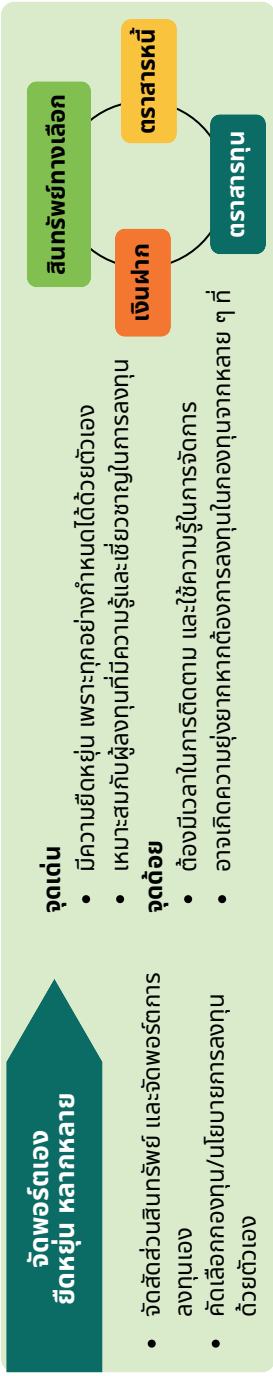 จัดพอร์ตเอง
ยืดหยุ่น หลากหลาย
• จัดสัดส่วนสินทรัพย์ และจัดพอร์ตการ
ลงทุนเอง
• คัดเลือกกองทุน/นโยบายการลงทุน
ด้วยตัวเอง
จุดเด่น
• มีความยืดหยุ่น เพราะทุกอย่างกำหนดได้ด้วยตัวเอง
• เหมาะสมกับผู้ลงทุนที่มีความรู้และเชี่ยวชาญในการลงทุน
จุดด้อย
• ต้องมีเวลาในการติดตาม และใช้ความรู้ในการจัดการ
• อาจเกิดความยุ่งยากหากต้องการลงทุนในกองทุนจากหลาย ๆ ที่
สินทรัพย์ทางเลือก
เงินฝาก
ตราสารหนี้
ตราสารทุน